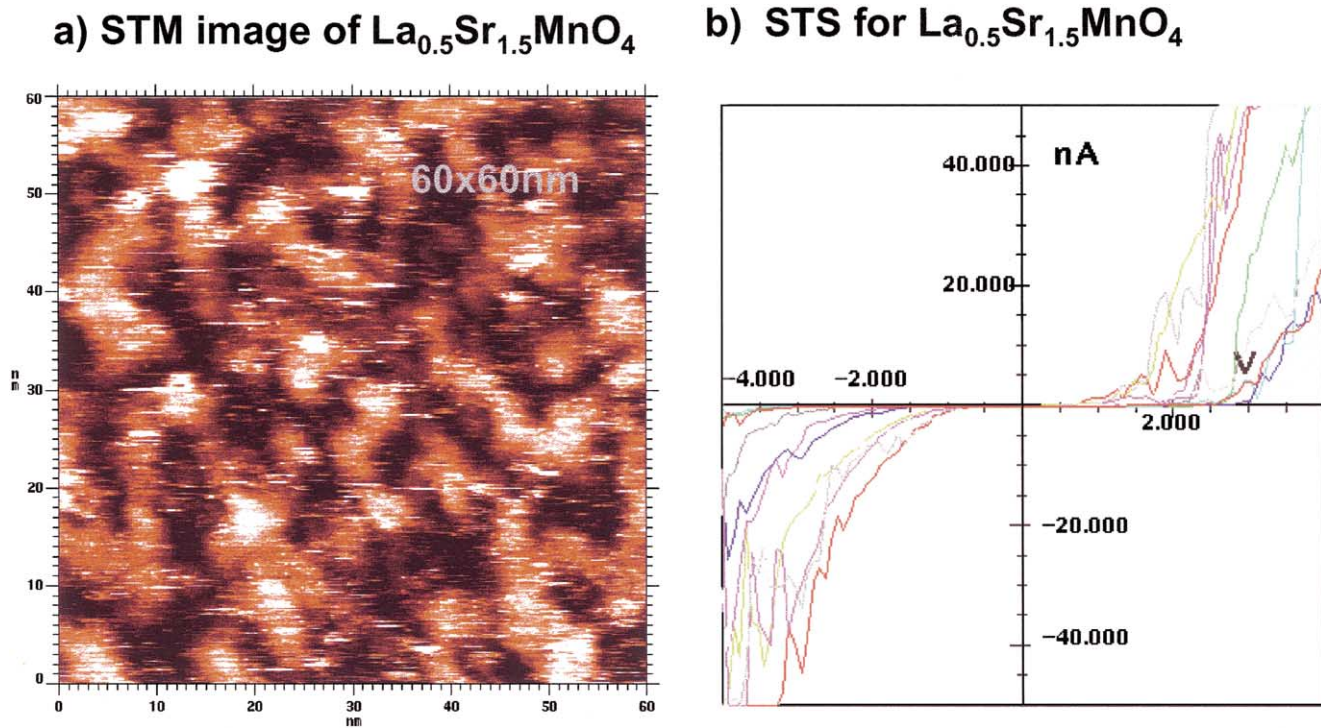 a) STM image of La0.5Sr1.5MnO4
b) STS for La0.5Sr1.5MnO4
60
50
40
nm
30
20
10
0
0 10 20 30 40 50 60
nm
60x60nm
40.000
nA
20.000
V
-4.000 -2.000
2.000
-20.000
-40.000